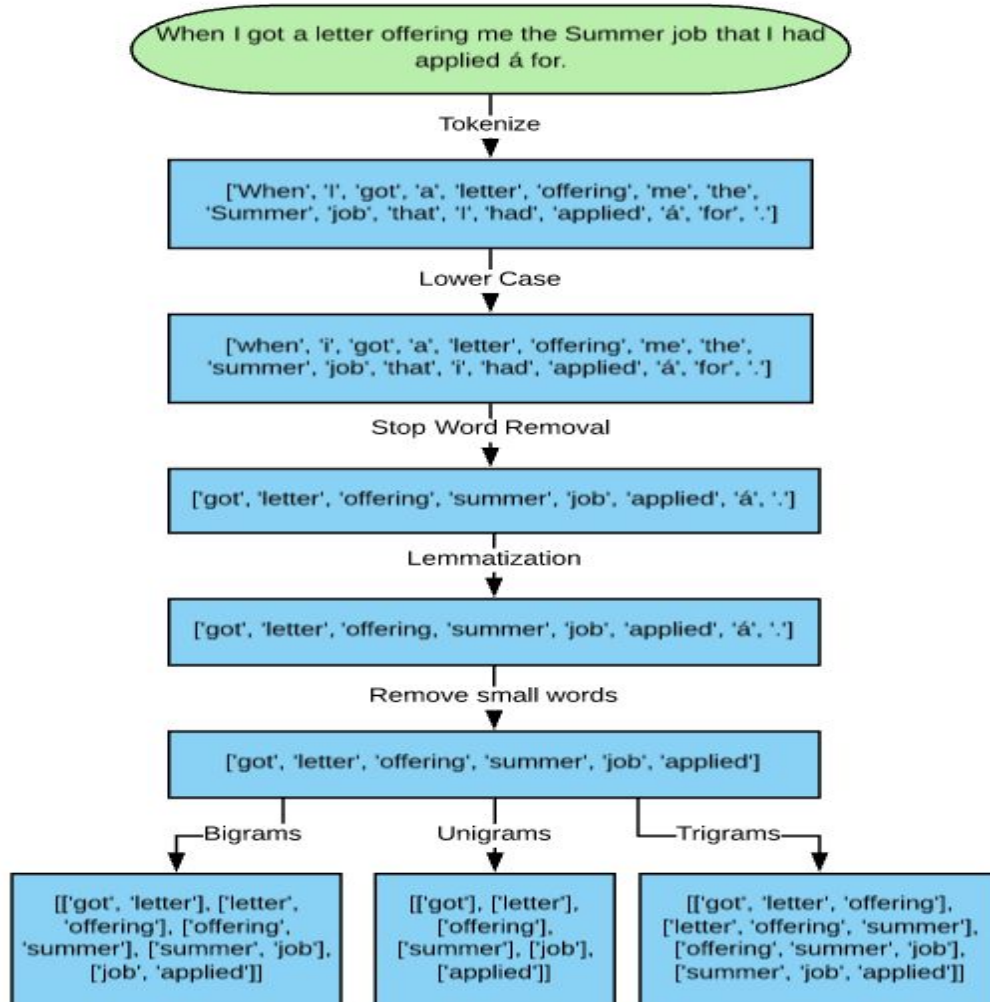 When I got a letter offering me the Summer job that I had
applied á for.
Tokenize
['When', 'I', 'got', 'a', 'letter', 'offering', 'me', 'the',
'Summer', 'job', 'that', 'I', 'had', 'applied', 'á', 'for', '.']
Lower Case
['when', 'i', 'got', 'a', 'letter', 'offering', 'me', 'the',
'summer', 'job', 'that', 'i', 'had', 'applied', 'á', 'for', '.']
Stop Word Removal
['got', 'letter', 'offering', 'summer', 'job', 'applied', 'á', '.']
Lemmatization
['got', 'letter', 'offering, 'summer', 'job', 'applied', 'á', '.']
Remove small words
['got', 'letter', 'offering', 'summer', 'job', 'applied']
Bigrams
Unigrams
Trigrams
[['got', 'letter'], ['letter',
'offering'], ['offering',
'summer'], ['summer', 'job'],
['job', 'applied']]
[['got'], ['letter'],
['offering'],
['summer'], ['job'],
['applied']]
[['got', 'letter', 'offering'],
['letter', 'offering', 'summer'],
['offering', 'summer', 'job'],
['summer', 'job', 'applied']]